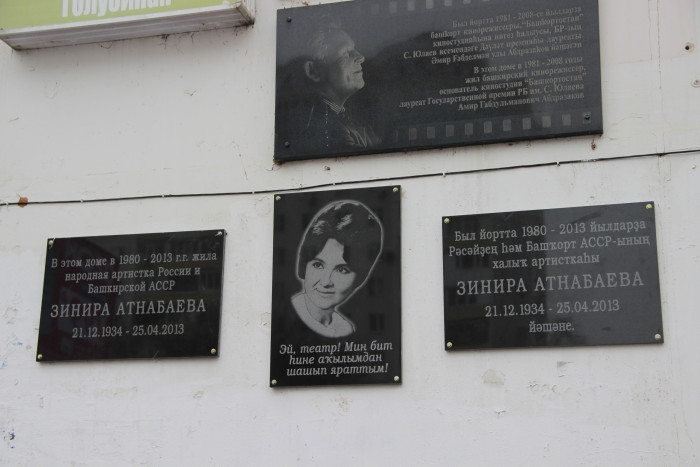 Был йортта 1981 - 2008-се йылдарҙа
башҡорт кинорежиссеры, "Башҡортостан"
киностудияһына нигеҙ һалыусы, БР-ҙың
С. Юлаев исемендәге Дәүләт премияһы лауреаты
Әмир Ғабделмән улы Абдразаҡов йәшәгән
В этом доме в 1981 - 2008 годы
жил башкирский кинорежиссер,
основатель киностудии "Башкортостан"
лауреат Государственной премии РБ им. С. Юлаева
Амир Габдульманович Абдразаков
В этом доме в 1980 - 2013 г.г. жила
народная артистка России и
Башкирской АССР
ЗИНИРА АТНАБАЕВА
21.12.1934 - 25.04.2013
Эй, театр! Мин бит
һине аҡылымдан
шашып яраттым!
Был йортта 1980 - 2013 йылдарҙа
Рәсәйҙең һәм Башҡорт АССР-ының
халыҡ артисткаһы
ЗИНИРА АТНАБАЕВА
21.12.1934 - 25.04.2013
йәшәне.